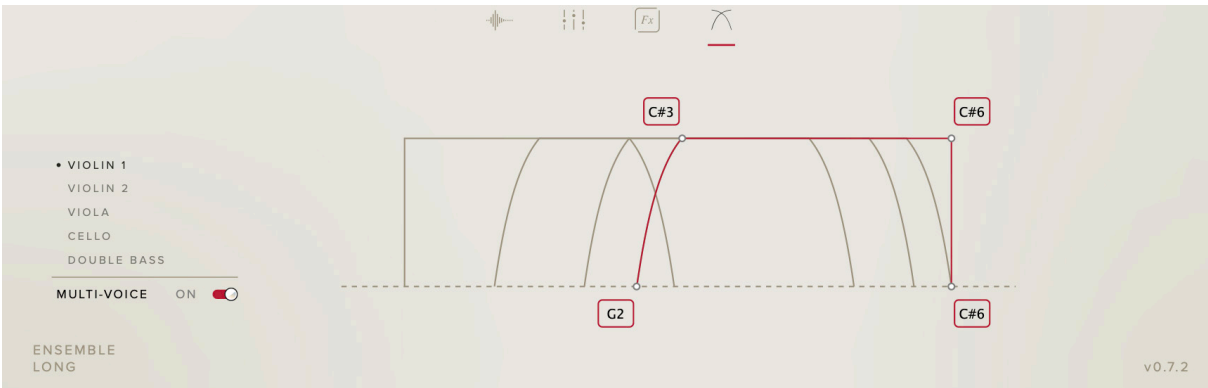 Fx
C#3
C#6
• VIOLIN 1
VIOLIN 2
VIOLA
CELLO
DOUBLE BASS
MULTI-VOICE ON
G2
C#6
ENSEMBLE
LONG
v0.7.2